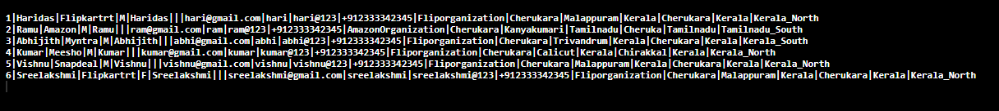 1|Haridas|Flipkartrt|M|Haridas|||hari@gmail.com|hari|hari@123|+912333342345|Fliporganization|Cherukara|Malappuram|Kerala|Cherukara|Kerala|Kerala_North
2|Ramu|Amazon|M|Ramu|||ram@gmail.com|ram|ram@123|+912333342345|AmazonOrganization|Cherukara|Kanyakumari|Tamilnadu|Cheruka|Tamilnadu|Tamilnadu_South
3|Abhijith|Myntra|M|Abhijith|||abhi@gmail.com|abhi|abhi@123|+912333342345|Fliporganization|Cherukara|Trivandrum|Kerala|Cherukara|Kerala|Kerala_South
4|Kumar|Meesho|M|Kumar|||kumar@gmail.com|kumar|kumar@123|+912333342345|Fliporganization|Cherukara|Calicut|Kerala|Chirakkal|Kerala|Kerala_North
5|Vishnu|Snapdeal|M|Vishnu|||vishnu@gmail.com|vishnu|vishnu@123|+912333342345|Fliporganization|Cherukara|Malappuram|Kerala|Cherukara|Kerala|Kerala_North
6|Sreelakshmi|Flipkartrt|F|Sreelakshmi|||sreelakshmi@gmail.com|sreelakshmi|sreelakshmi@123|+912333342345|Fliporganization|Cherukara|Malappuram|Kerala|Cherukara|Kerala|Kerala_North